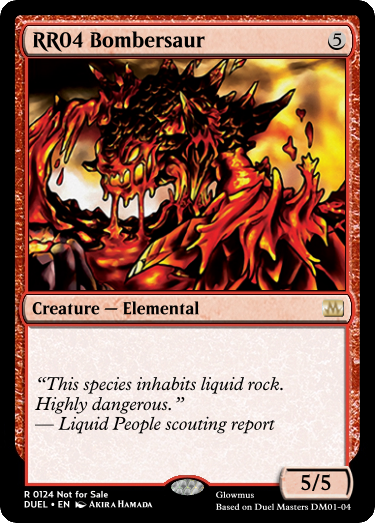 RR04 Bombersaur
5
Creature — Elemental
“This species inhabits liquid rock.
Highly dangerous.”
— Liquid People scouting report
5/5
R 0124 Not for Sale
DUEL • EN Akira Hamada
Glowmus
Based on Duel Masters DM01-04